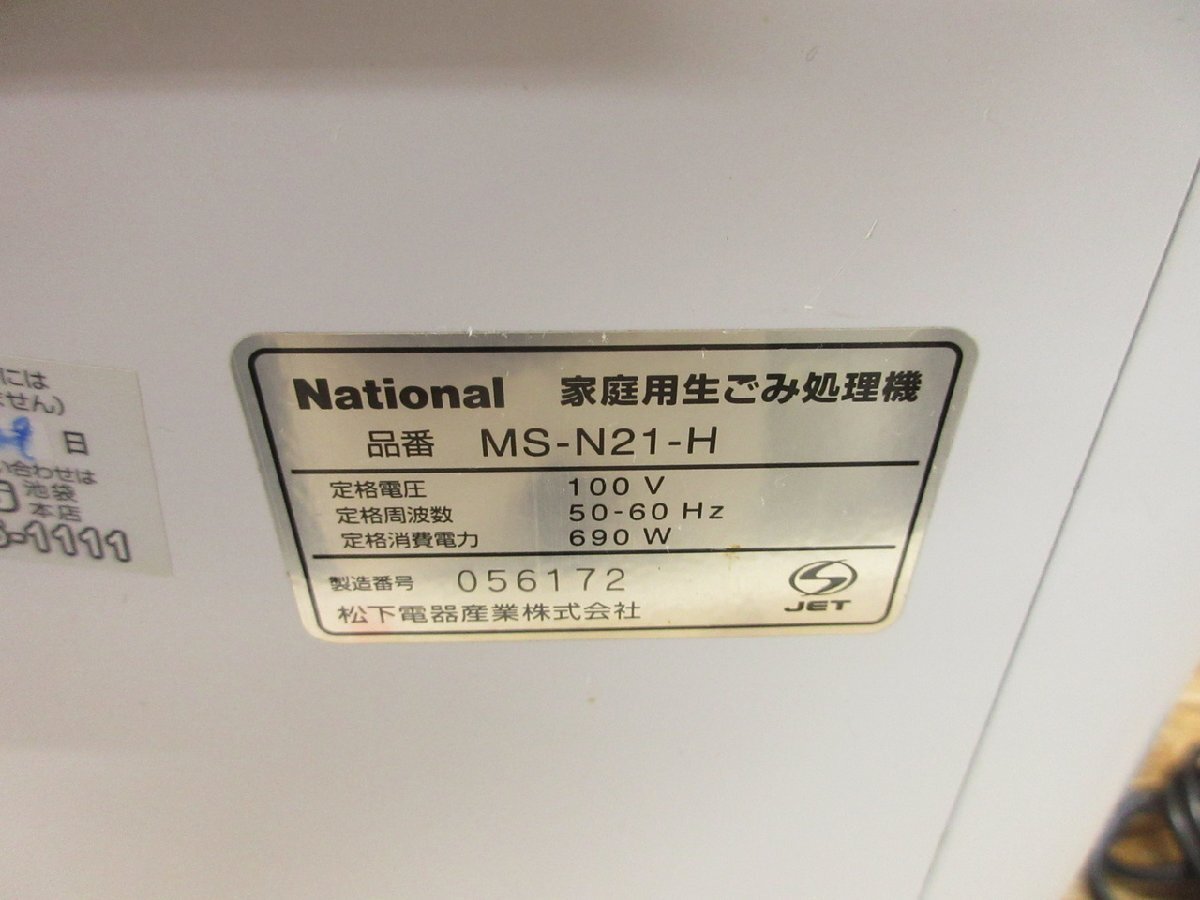 National 家庭用生ごみ処理機
品番 MS-N21-H
定格電圧 100 V
定格周波数 50-60 Hz
定格消費電力 690 W
製造番号 056172
松下電器産業株式会社
JET
には
ません)
日
い合わせは
池袋
本店
-1111